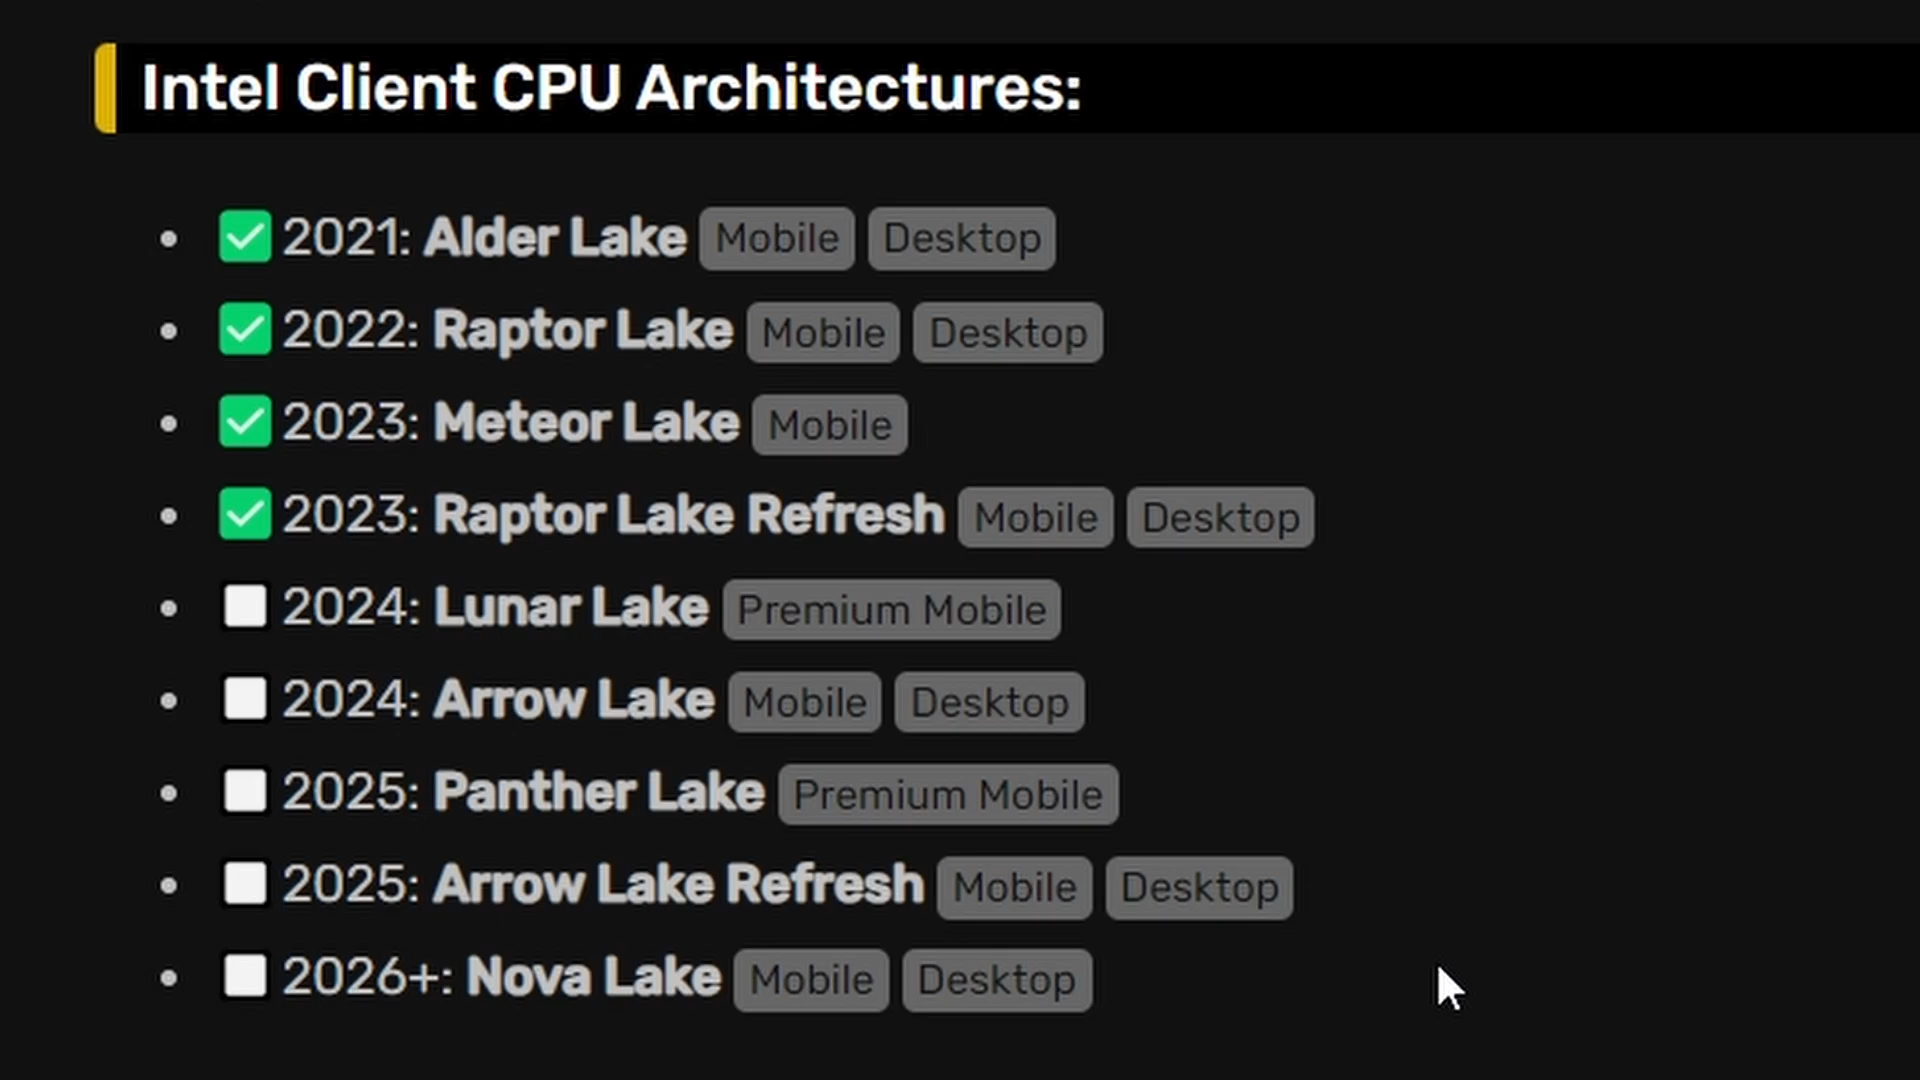 Intel Client CPU Architectures:
2021: Alder Lake Mobile Desktop
2022: Raptor Lake Mobile Desktop
2023: Meteor Lake Mobile
2023: Raptor Lake Refresh Mobile Desktop
2024: Lunar Lake Premium Mobile
2024: Arrow Lake Mobile Desktop
2025: Panther Lake Premium Mobile
2025: Arrow Lake Refresh Mobile Desktop
2026+: Nova Lake Mobile Desktop